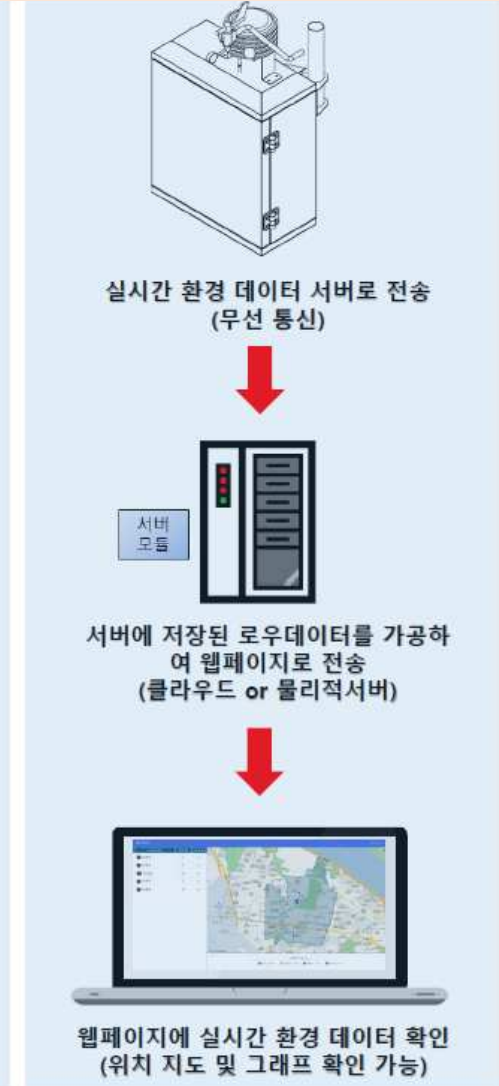 실시간 환경 데이터 서버로 전송
(무선 통신)
서버
모듈
서버에 저장된 로우데이터를 가공하
여 웹페이지로 전송
(클라우드 or 물리적서버)
웹페이지에 실시간 환경 데이터 확인
(위치 지도 및 그래프 확인 가능)